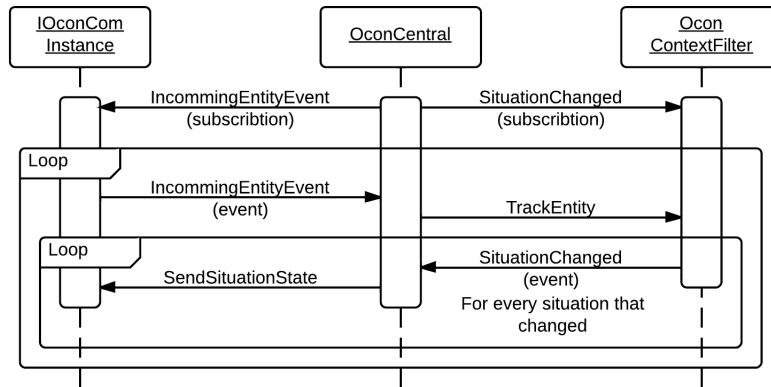 IOconCom
Instance
OconCentral
Ocon
ContextFilter
IncommingEntityEvent
(subscribtion)
SituationChanged
(subscribtion)
Loop
IncommingEntityEvent
(event)
TrackEntity
Loop
SituationChanged
(event)
SendSituationState
For every situation that
changed